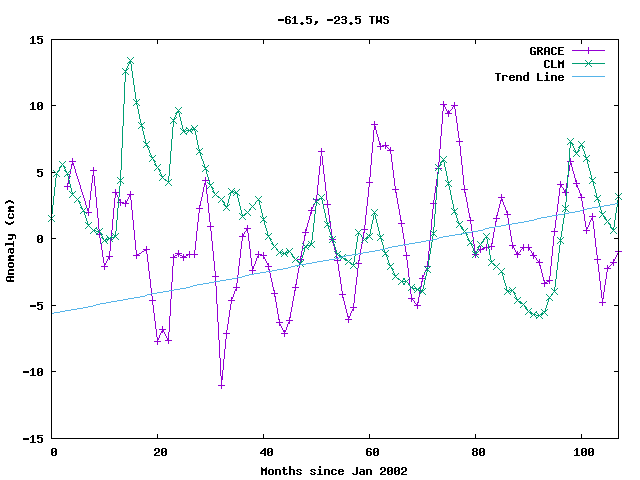 -61.5, -23.5 TWS
GRACE
CLM
Trend Line
15
10
5
0
-5
-10
-15
Anomaly (cm)
0 20 40 60 80 100
Months since Jan 2002